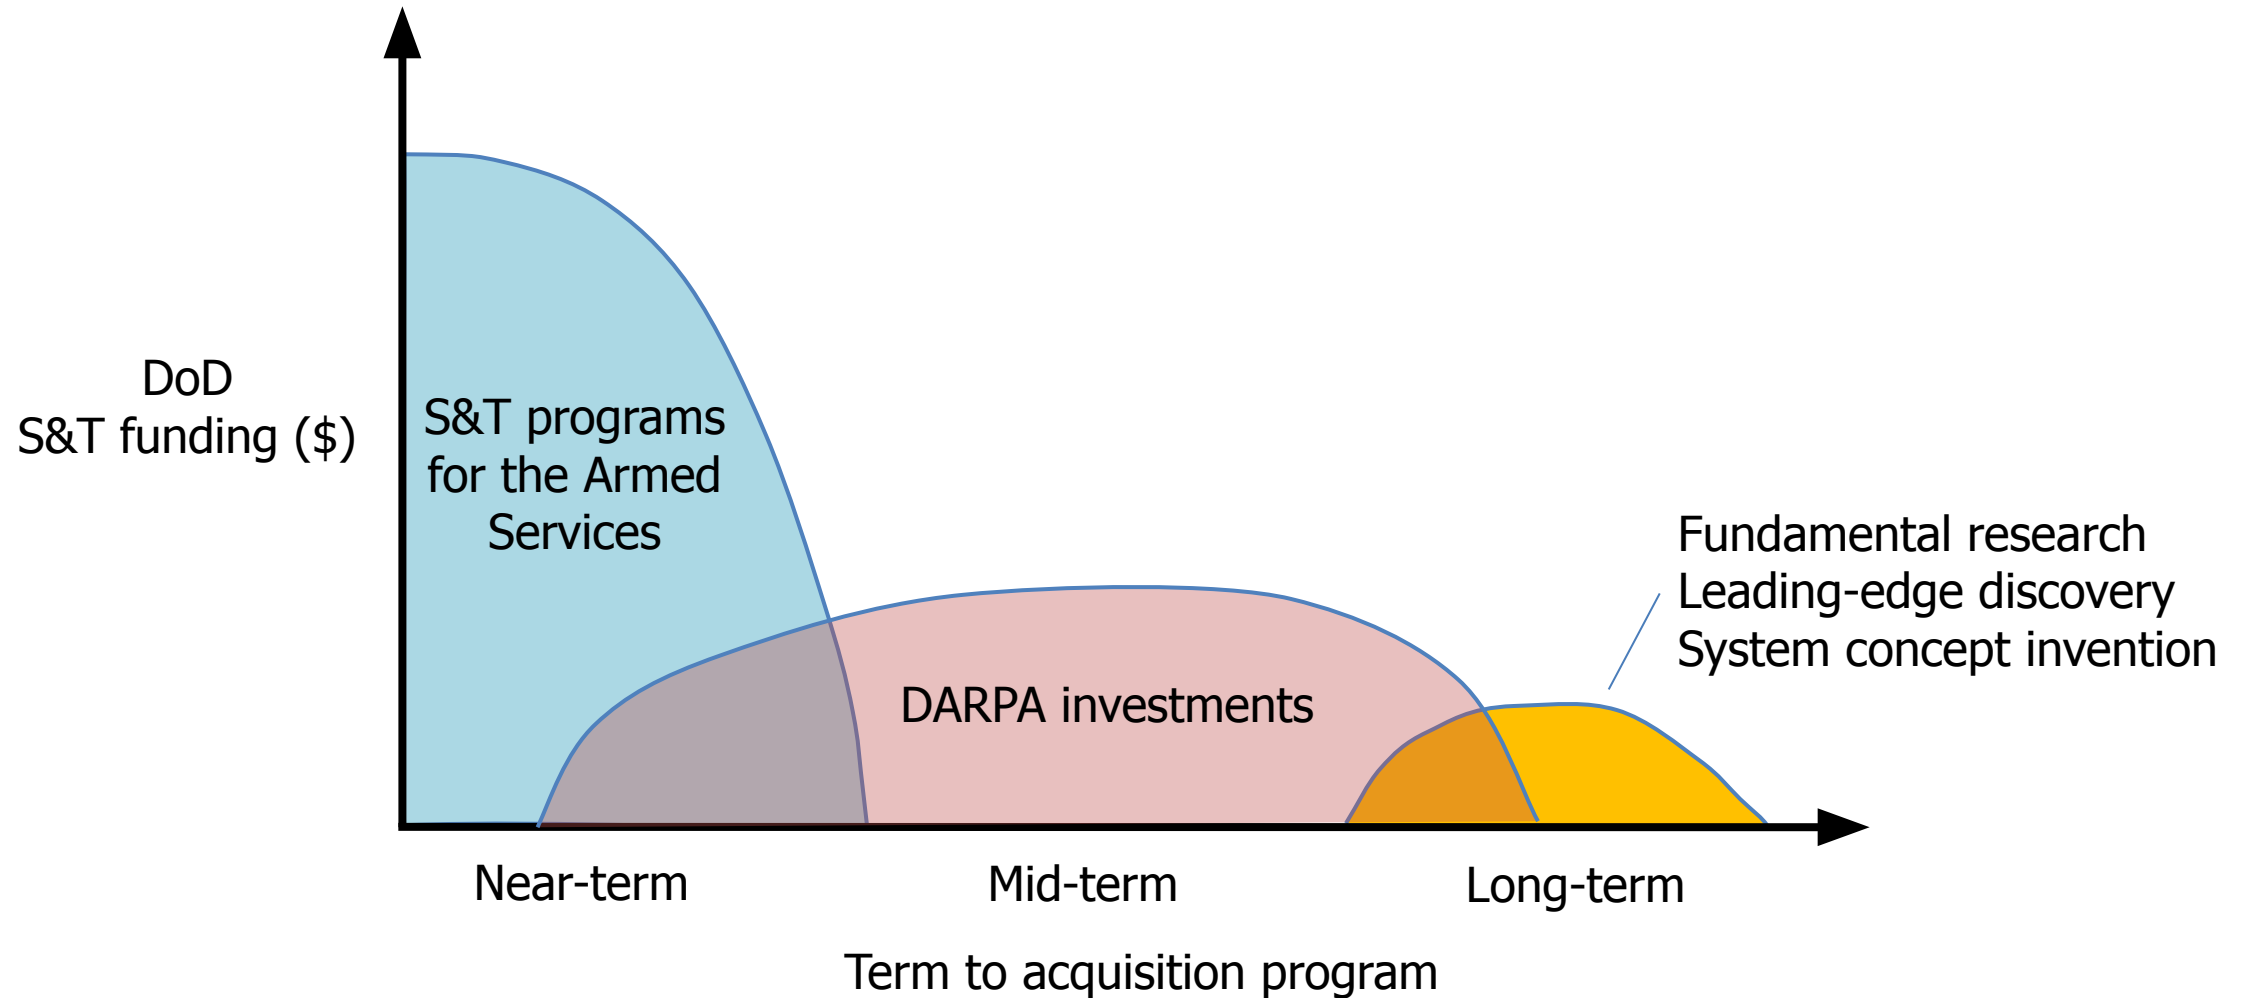 DoD
S&T funding ($)
S&T programs
for the Armed
Services
DARPA investments
Fundamental research
Leading-edge discovery
System concept invention
Near-term
Mid-term
Long-term
Term to acquisition program